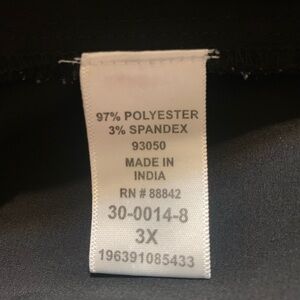 97% POLYESTER
3% SPANDEX
93050
MADE IN
INDIA
RN # 88842
30-0014-8
3X
196391085433